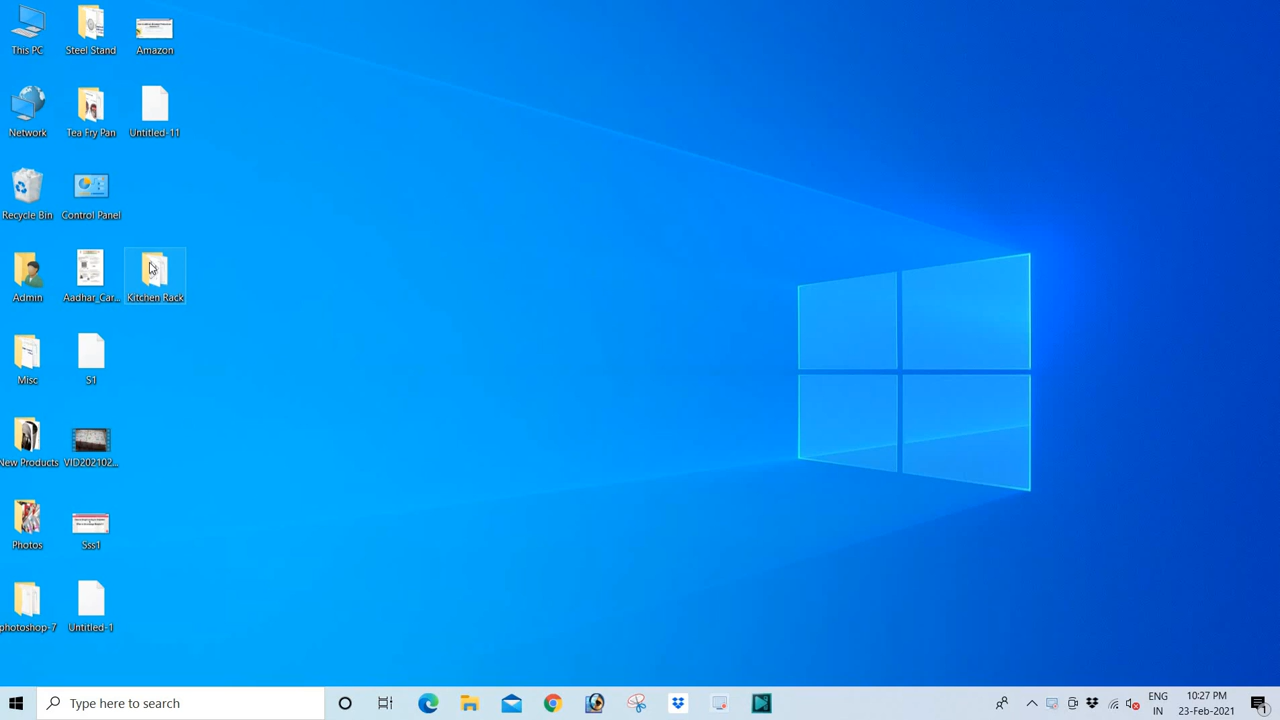 This PC
Steel Stand
Amazon
Network
Tea Fry Pan
Untitled-11
Recycle Bin
Control Panel
Admin
Aadhar_Car...
Kitchen Rack
Misc
S1
New Products
VID202102...
Photos
Sss1
photoshop-7
Untitled-1
Type here to search
ENG
IN
10:27 PM
23-Feb-2021
1